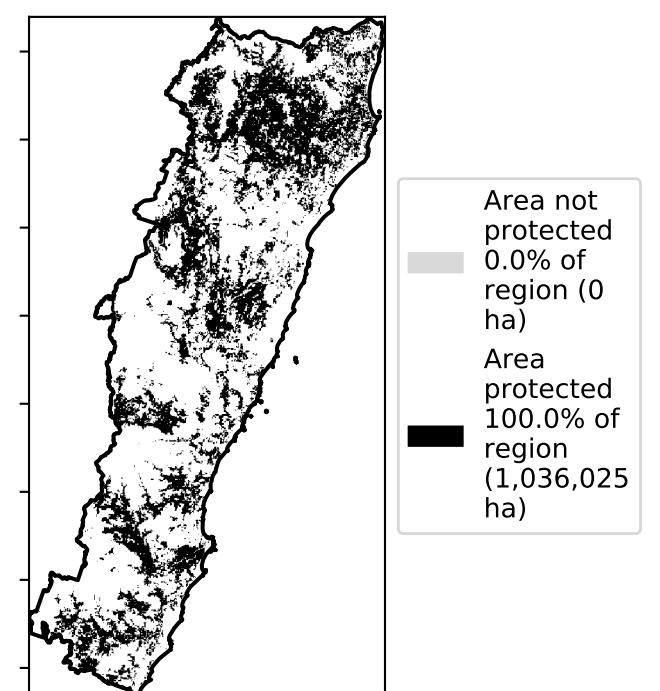 Area not
protected
0.0% of
region (0
ha)
Area
protected
100.0% of
region
(1,036,025
ha)